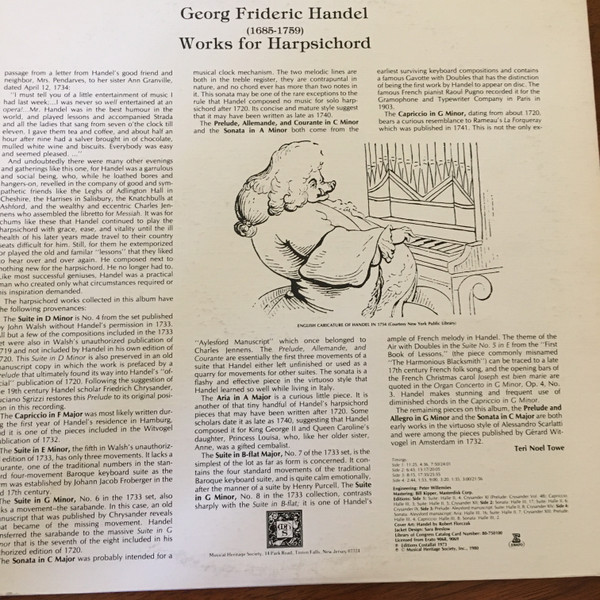 Georg Frideric Handel
(1685-1759)
Works for Harpsichord
passage from a letter from Handel's good friend and
neighbor, Mrs. Pendarves, to her sister Ann Granville,
dated April 12, 1734:
"I must tell you of a little entertainment of music I
had last week;...I was never so well entertained at an
opera!...Mr. Handel was in the best humour in the
world, and played lessons and accompanied Strada
and all the ladies that sang from seven o'the clock till
eleven. I gave them tea and coffee, and about half an
hour after nine had a salver brought in of chocolate,
mulled white wine and biscuits. Everybody was easy
and seemed pleased. ..."
And undoubtedly there were many other evenings
and gatherings like this one, for Handel was a garrulous
and social being, who, while he loathed bores and
hangers-on, revelled in the company of good and sym-
pathetic friends like the Leghs of Adlington Hall in
Cheshire, the Harrises in Salisbury, the Knatchbulls at
Ashford, and the wealthy and eccentric Charles Jen-
nens who assembled the libretto for Messiah. It was for
chums like these that Handel continued to play the
harpsichord with grace, ease, and vitality until the ill
health of his later years made travel to their country
seats difficult for him. Still, for them he extemporized
or played the old and familiar "lessons" that they liked
to hear over and over again. He composed next to
nothing new for the harpsichord. He no longer had to.
Like most successful geniuses, Handel was a practical
man who created only what circumstances required or
his inspiration demanded.
The harpsichord works collected in this album have
the following provenances:
The Suite in D Minor is No. 4 from the set published
by John Walsh without Handel's permission in 1733.
All but a few of the compositions included in the 1733
set were also in Walsh's unauthorized publication of
1719 and not included by Handel in his own edition of
1720. This Suite in D Minor is also preserved in an old
manuscript copy in which the work is prefaced by a
Prelude that ultimately found its way into Handel's "of-
ficial" publication of 1720. Following the suggestion of
the 19th century Handel scholar Friedrich Chrysander,
Luciano Sgrizzi restores this Prelude to its original posi-
tion in this recording.
The Capriccio in F Major was most likely written dur-
ing the first year of Handel's residence in Hamburg,
and it is one of the pieces included in the Witvogel
publication of 1732.
The Suite in E Minor, the fifth in Walsh's unauthoriz-
ed edition of 1733, has only three movements. It lacks a
Courante, one of the traditional numbers in the stan-
dard four-movement Baroque keyboard suite as the
form was established by Johann Jacob Froberger in the
mid 17th century.
The Suite in G Minor, No. 6 in the 1733 set, also
lacks a movement—the sarabande. In this case, an old
manuscript that was published by Chrysander reveals
what became of the missing movement. Handel
transferred the sarabande to the massive Suite in G
Minor that is the seventh of the eight included in his
authorized edition of 1720.
The Sonata in C Major was probably intended for a
musical clock mechanism. The two melodic lines are
both in the treble register, they are contrapuntal in
nature, and no chord ever has more than two notes in
it. This sonata may be one of the rare exceptions to the
rule that Handel composed no music for solo harp-
sichord after 1720. Its concise and mature style suggest
that it may have been written as late as 1740.
The Prelude, Allemande, and Courante in C Minor
and the Sonata in A Minor both come from the
earliest surviving keyboard compositions and contains
a famous Gavotte with Doubles that has the distinction
of being the first work by Handel to appear on disc. The
famous French pianist Raoul Pugno recorded it for the
Gramophone and Typewriter Company in Paris in
1903.
The Capriccio in G Minor, dating from about 1720,
bears a curious resemblance to Rameau's La Forqueray
which was published in 1741. This is not the only ex-
ENGLISH CARICATURE OF HANDEL IN 1754 (Courtesy New York Public Library)
"Aylesford Manuscript" which once belonged to
Charles Jennens. The Prelude, Allemande, and
Courante are essentially the first three movements of a
suite that Handel either left unfinished or used as a
quarry for movements for other suites. The sonata is a
flashy and effective piece in the virtuoso style that
Handel learned so well while living in Italy.
The Aria in A Major is a curious little piece. It is
another of that tiny handful of Handel's harpsichord
pieces that may have been written after 1720. Some
scholars date it as late as 1740, suggesting that Handel
composed it for King George II and Queen Caroline's
daughter, Princess Louisa, who, like her older sister,
Anne, was a gifted cembalist.
The Suite in B-flat Major, No. 7 of the 1733 set, is the
simplest of the lot as far as form is concerned. It con-
tains the four standard movements of the traditional
Baroque keyboard suite, and is quite calm emotionally,
after the manner of a suite by Henry Purcell. The Suite
in G Minor, No. 8 in the 1733 collection, contrasts
sharply with the Suite in B-flat; it is one of Handel's
ample of French melody in Handel. The theme of the
Air with Doubles in the Suite No. 5 in E from the "First
Book of Lessons." (the piece commonly misnamed
"The Harmonious Blacksmith") can be traced to a late
17th century French folk song, and the opening bars of
the French Christmas carol Joseph est bien marie are
quoted in the Organ Concerto in G Minor, Op. 4, No.
3. Handel makes stunning and frequent use of
diminished chords in the Capriccio in G Minor.
The remaining pieces on this album, the Prelude and
Allegro in G Minor and the Sonata in C Major are both
early works in the virtuoso style of Alessandro Scarlatti
and were among the pieces published by Gérard Wit-
vogel in Amsterdam in 1732.
Teri Noel Towe
Timings:
Engineering: Peter Willemöes
Mastering: Bill Kipper, Masterdisk Corp.
Cover Art: Handel by Robert Florczak
Jacket Design: Sara Breslow
Library of Congress Catalog Card Number: 80-750100
Licensed from Erato 9068, 9069
Ⓟ Editions Costallat 1975
© Musical Heritage Society, Inc., 1980
Musical Heritage Society, 14 Park Road, Tinton Falls, New Jersey 07724